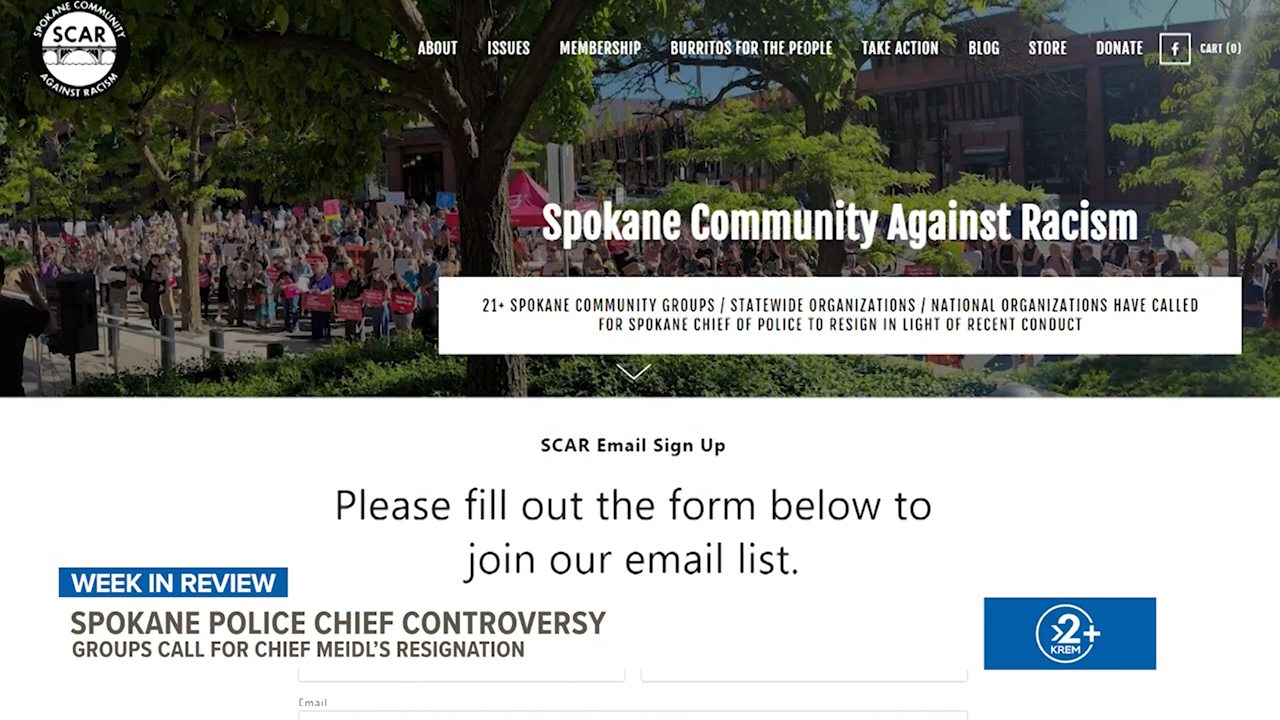 SPOKANE COMMUNITY
SCAR
AGAINST RACISM
ABOUT ISSUES MEMBERSHIP BURRITOS FOR THE PEOPLE TAKE ACTION BLOG STORE DONATE f CART (0)
Spokane Community Against Racism
21+ SPOKANE COMMUNITY GROUPS / STATEWIDE ORGANIZATIONS / NATIONAL ORGANIZATIONS HAVE CALLED
FOR SPOKANE CHIEF OF POLICE TO RESIGN IN LIGHT OF RECENT CONDUCT
SCAR Email Sign Up
Please fill out the form below to
join our email list.
WEEK IN REVIEW
SPOKANE POLICE CHIEF CONTROVERSY
GROUPS CALL FOR CHIEF MEIDL'S RESIGNATION
2+
KREM
Email